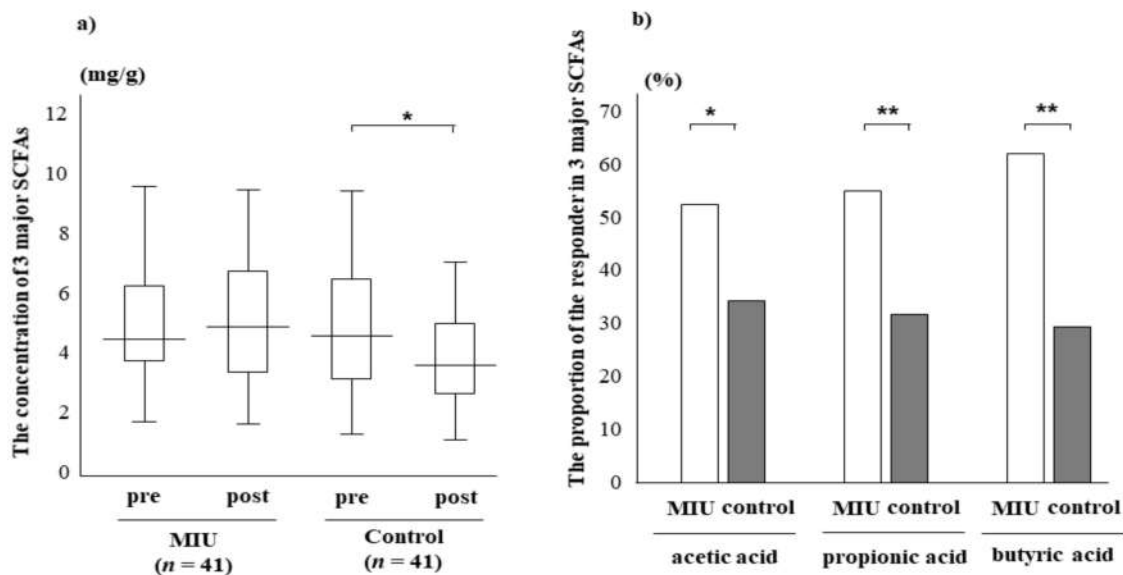 a)
(mg/g)
The concentration of 3 major SCFAs
12
10
8
6
4
2
0
*
pre post pre post
MIU Control
(n = 41) (n = 41)
b)
(%)
The proportion of the responder in 3 major SCFAs
70
60
50
40
30
20
10
0
* ** **
MIU control MIU control MIU control
acetic acid propionic acid butyric acid